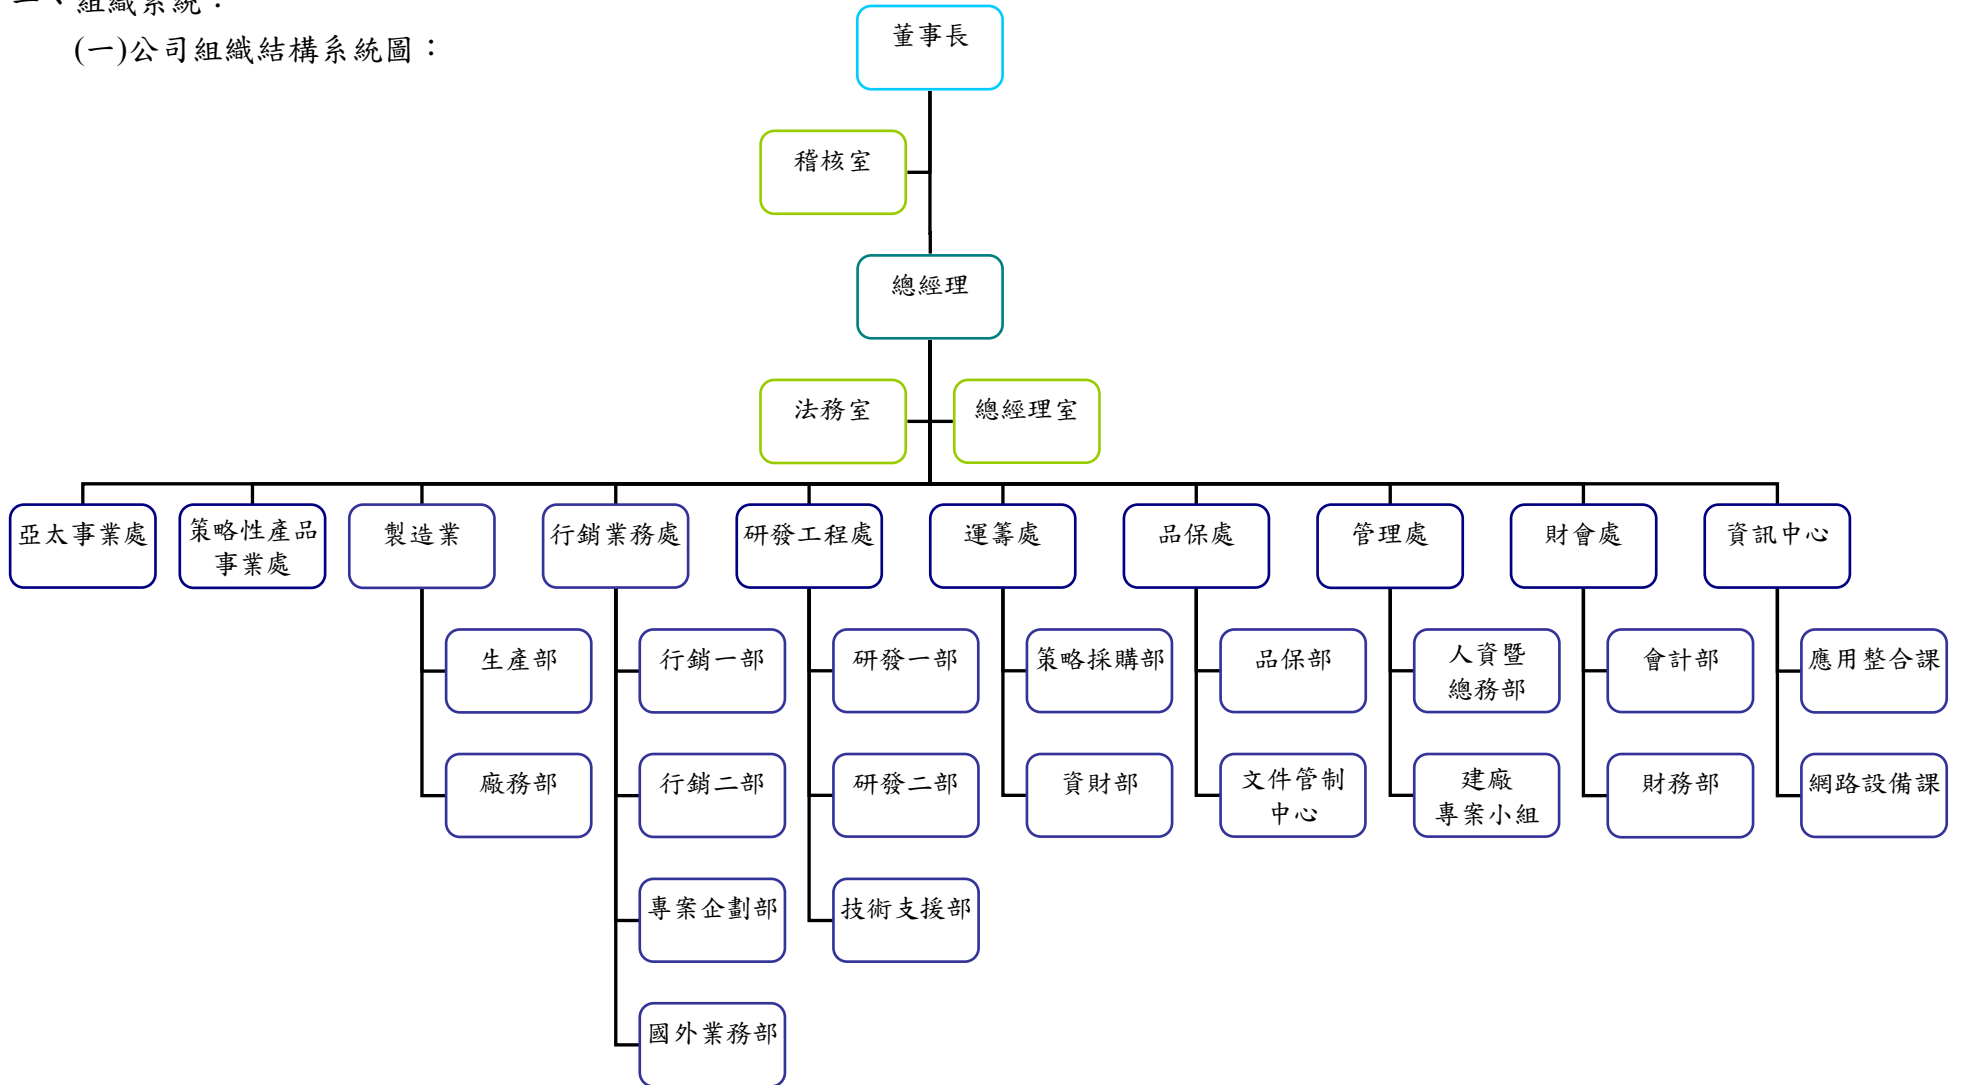 組織系統：
(一)公司組織結構系統圖：
董事長
稽核室
總經理
法務室
總經理室
亞太事業處
策略性產品
事業處
製造業
行銷業務處
研發工程處
運籌處
品保處
管理處
財會處
資訊中心
生產部
行銷一部
研發一部
策略採購部
品保部
人資暨
總務部
會計部
應用整合課
廠務部
行銷二部
研發二部
資財部
文件管制
中心
建廠
專案小組
財務部
網路設備課
專案企劃部
技術支援部
國外業務部